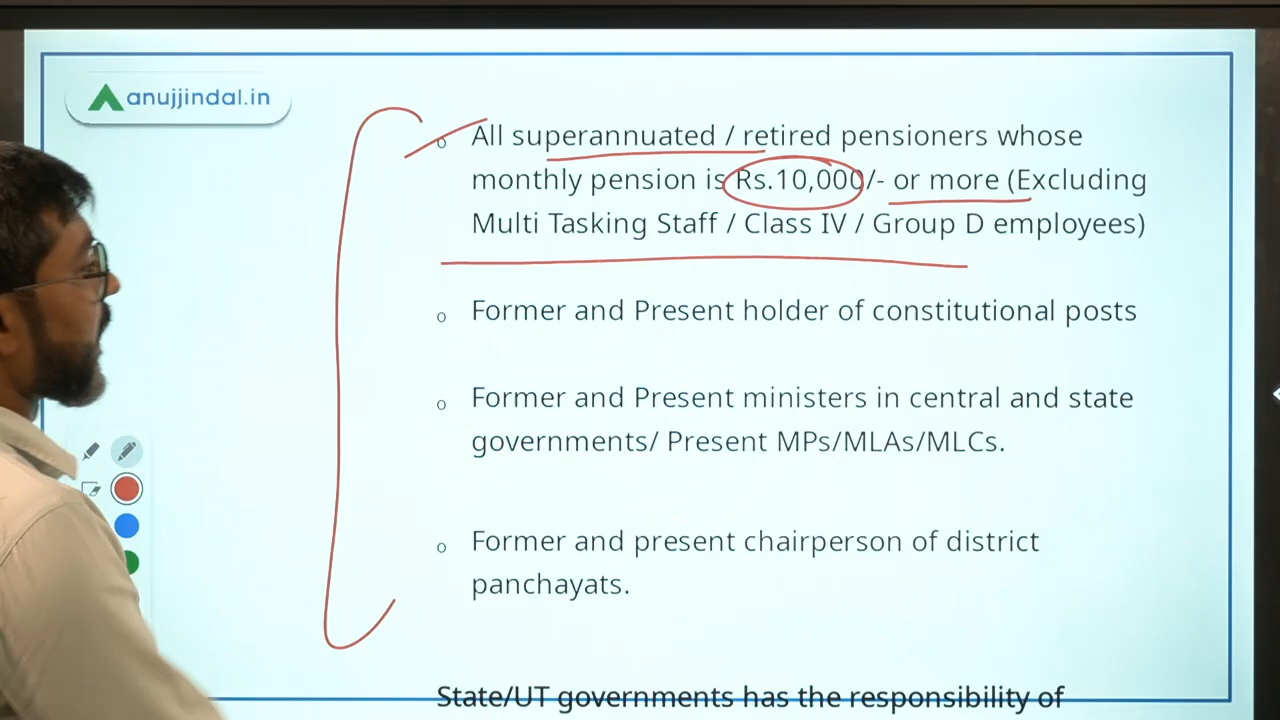 anujjindal.in
o All superannuated / retired pensioners whose
monthly pension is Rs.10,000/- or more (Excluding
Multi Tasking Staff / Class IV / Group D employees)
o Former and Present holder of constitutional posts
o Former and Present ministers in central and state
governments/ Present MPs/MLAs/MLCs.
o Former and present chairperson of district
panchayats.
State/UT governments has the responsibility of